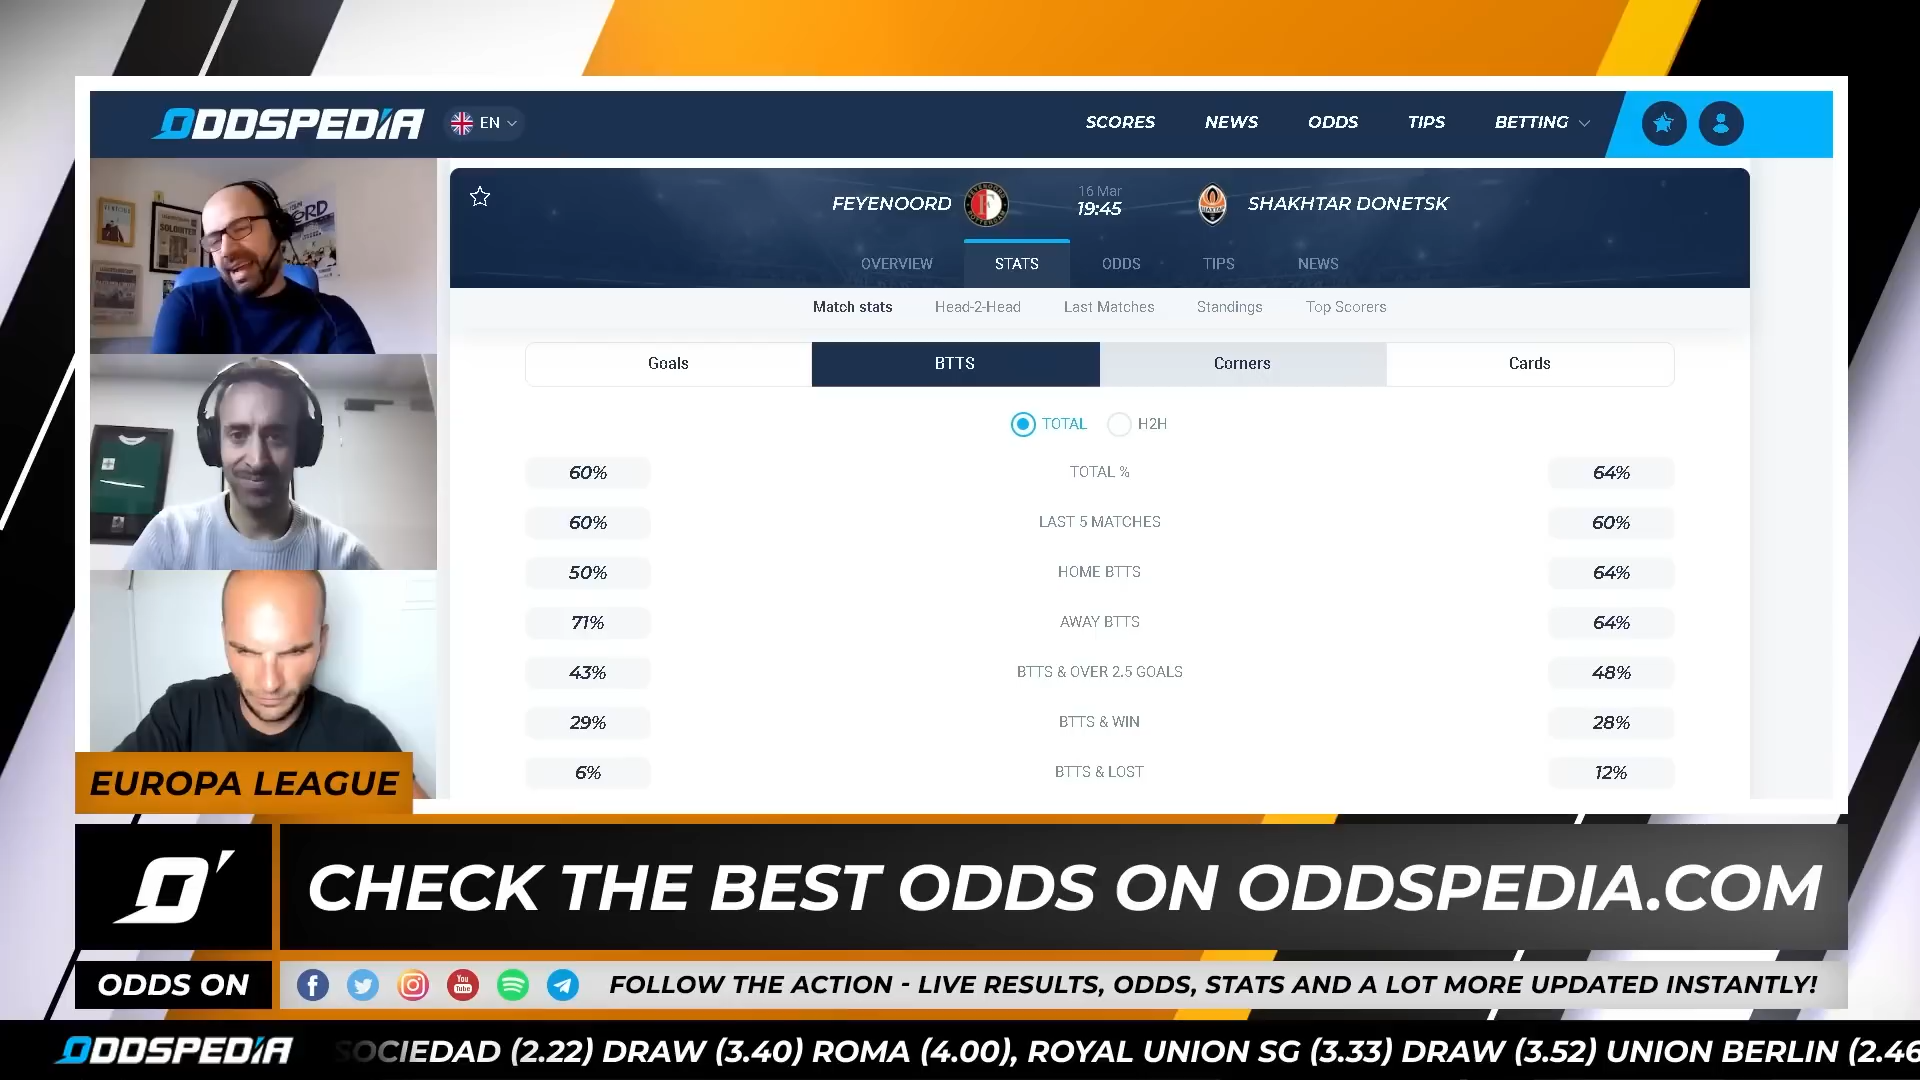 ODDSPEDIA
EN
SCORES
NEWS
ODDS
TIPS
BETTING
FEYENOORD
16 Mar
19:45
SHAKHTAR DONETSK
OVERVIEW
STATS
ODDS
TIPS
NEWS
Match stats
Head-2-Head
Last Matches
Standings
Top Scorers
Goals
BTTS
Corners
Cards
TOTAL
H2H
60% TOTAL % 64%
60% LAST 5 MATCHES 60%
50% HOME BTTS 64%
71% AWAY BTTS 64%
43% BTTS & OVER 2.5 GOALS 48%
29% BTTS & WIN 28%
6% BTTS & LOST 12%
EUROPA LEAGUE
CHECK THE BEST ODDS ON ODDSPEDIA.COM
ODDS ON
You Tube
FOLLOW THE ACTION - LIVE RESULTS, ODDS, STATS AND A LOT MORE UPDATED INSTANTLY!
ODDSPEDIA
SOCIEDAD (2.22) DRAW (3.40) ROMA (4.00), ROYAL UNION SG (3.33) DRAW (3.52) UNION BERLIN (2.46